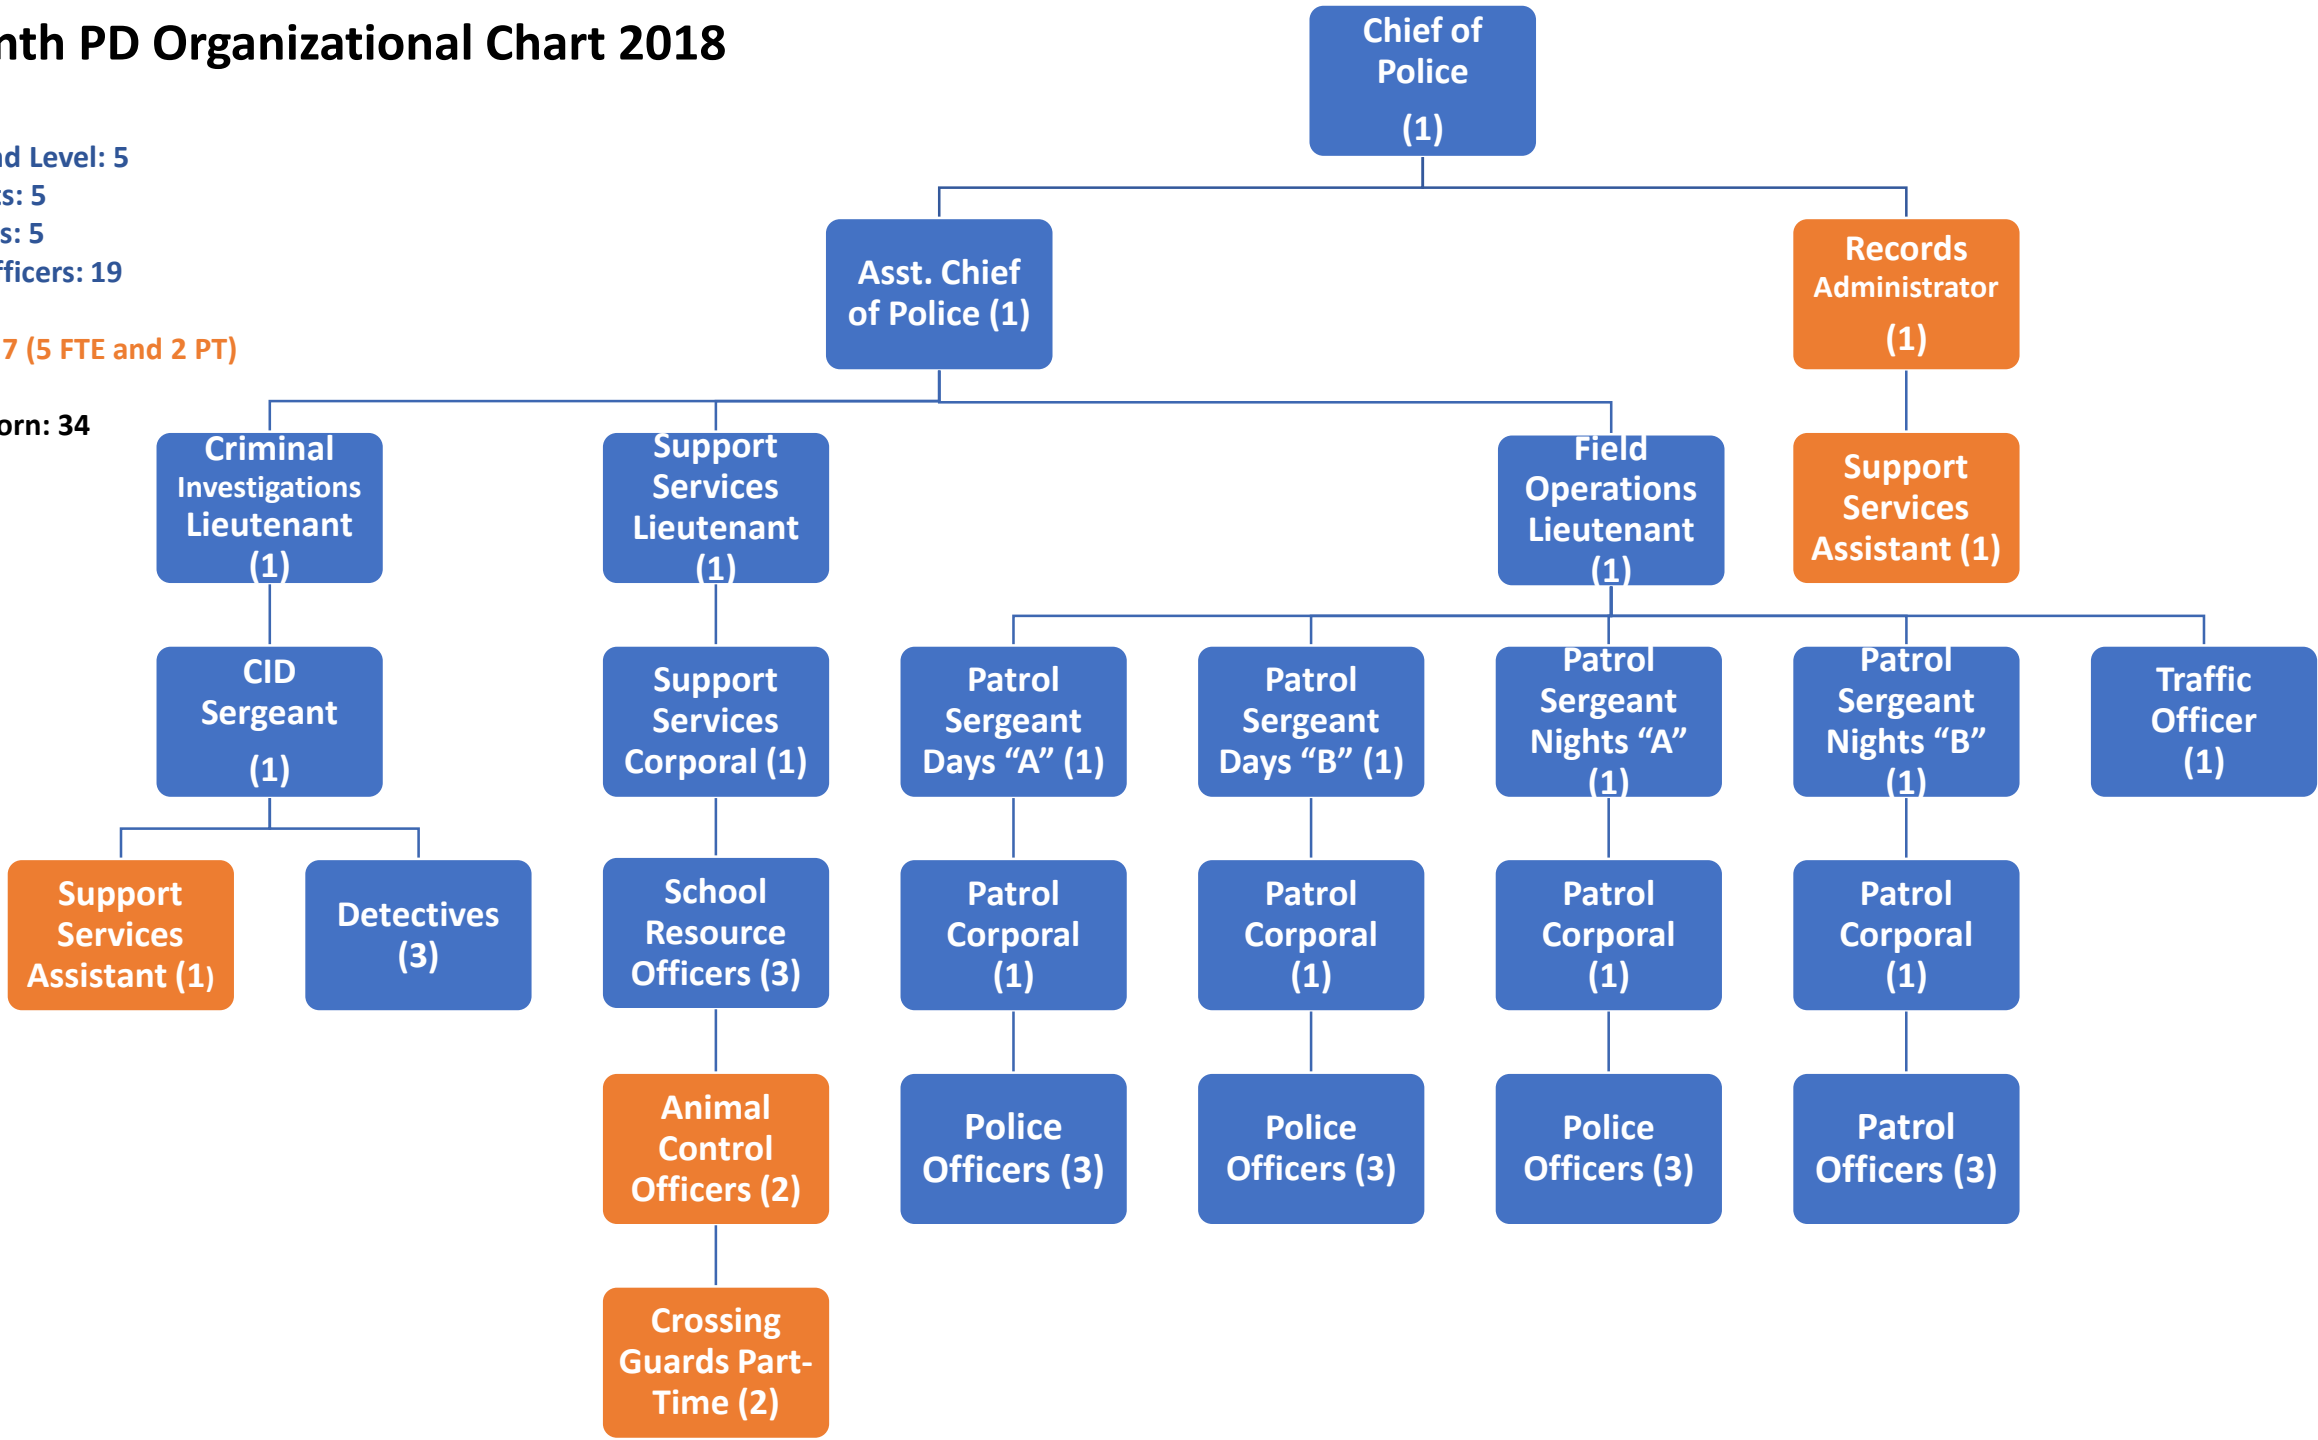 nth PD Organizational Chart 2018
d Level: 5
ts: 5
s: 5
fficers: 19
7 (5 FTE and 2 PT)
orn: 34
Chief of
Police
(1)
Asst. Chief
of Police (1)
Records
Administrator
(1)
Criminal
Investigations
Lieutenant
(1)
Support
Services
Lieutenant
(1)
Field
Operations
Lieutenant
(1)
Support
Services
Assistant (1)
CID
Sergeant
(1)
Support
Services
Corporal (1)
Patrol
Sergeant
Days “A” (1)
Patrol
Sergeant
Days “B” (1)
Patrol
Sergeant
Nights “A”
(1)
Patrol
Sergeant
Nights “B”
(1)
Traffic
Officer
(1)
Support
Services
Assistant (1)
Detectives
(3)
School
Resource
Officers (3)
Patrol
Corporal
(1)
Patrol
Corporal
(1)
Patrol
Corporal
(1)
Patrol
Corporal
(1)
Animal
Control
Officers (2)
Police
Officers (3)
Police
Officers (3)
Police
Officers (3)
Patrol
Officers (3)
Crossing
Guards Part-
Time (2)